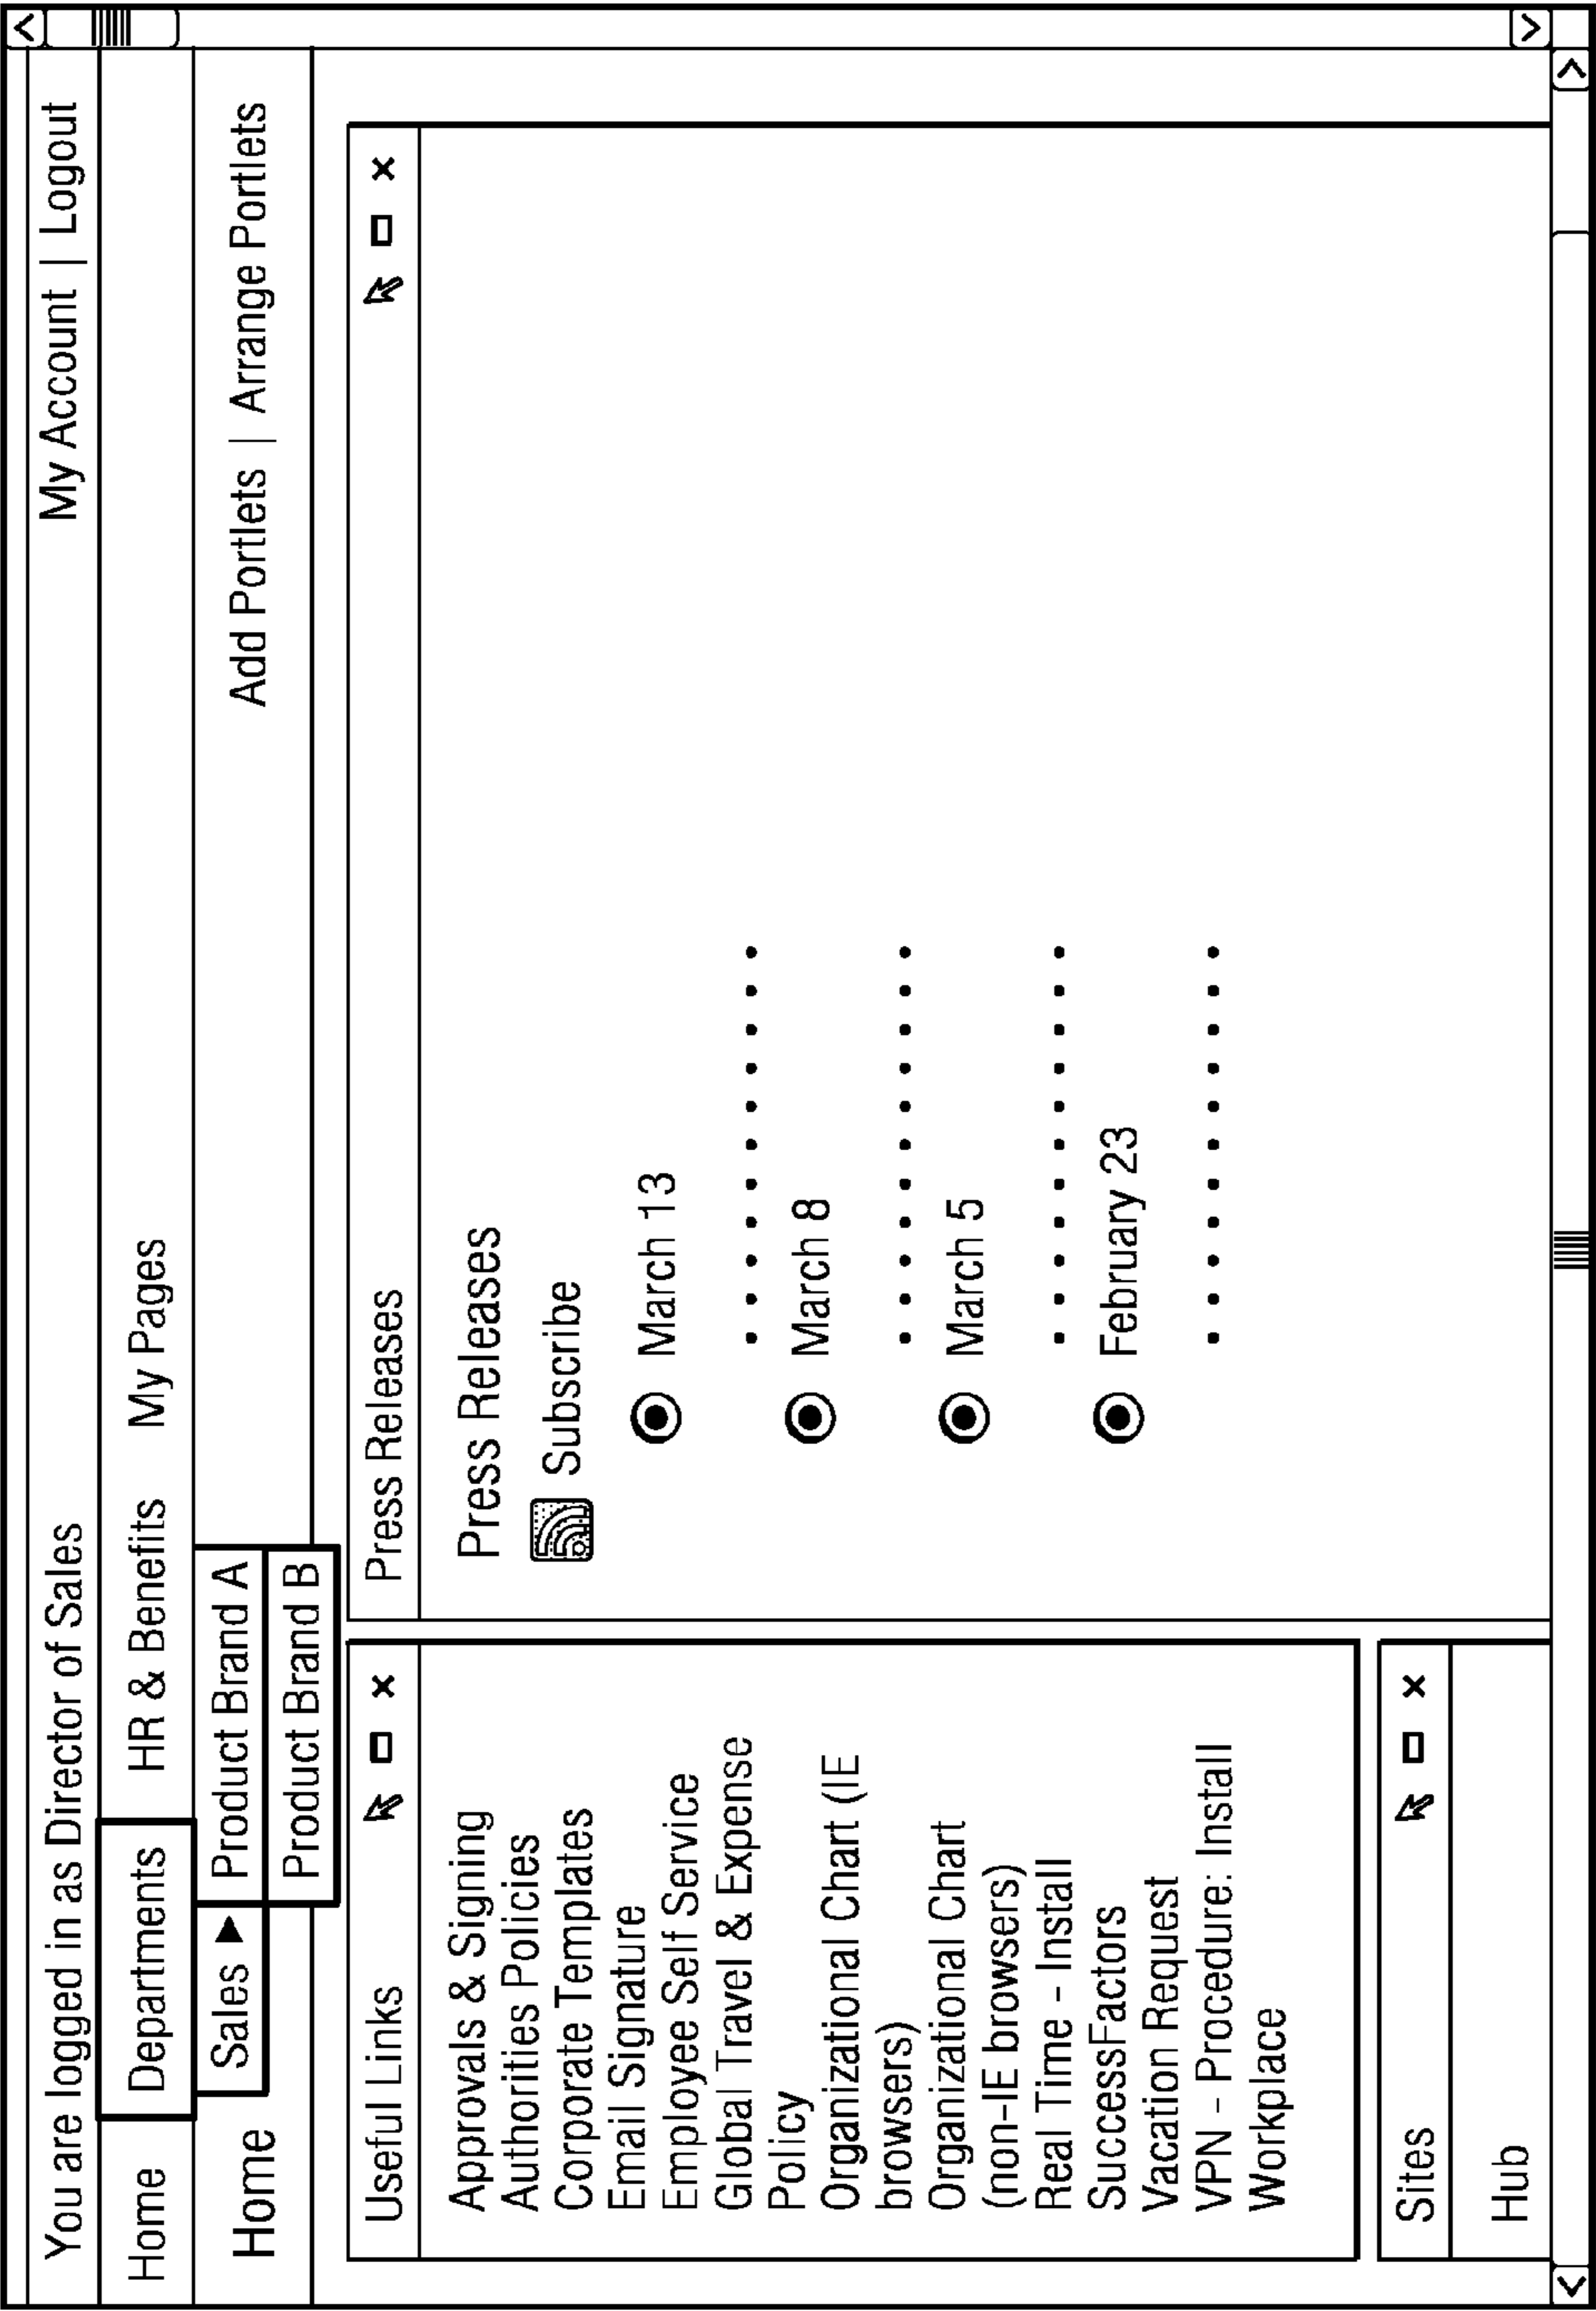 You are logged in as Director of Sales
My Account | Logout
Home
Departments
HR & Benefits
My Pages
Sales
Product Brand A
Product Brand B
Home
Add Portlets | Arrange Portlets
Useful Links
Approvals & Signing
Authorities Policies
Corporate Templates
Email Signature
Employee Self Service
Global Travel & Expense
Policy
Organizational Chart (IE
browsers)
Organizational Chart
(non-IE browsers)
Real Time - Install
SuccessFactors
Vacation Request
VPN - Procedure: Install
Workplace
Sites
Hub
Press Releases
Press Releases
Subscribe
March 13
March 8
March 5
February 23